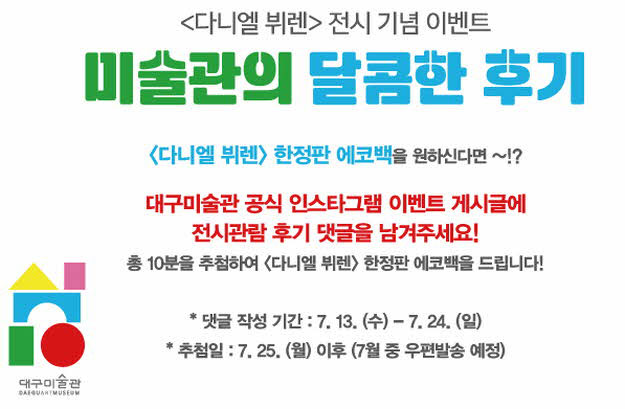 <다니엘 뷔렌> 전시 기념 이벤트
미술관의 달콤한 후기
<다니엘 뷔렌> 한정판 에코백을 원하신다면 ~!?
대구미술관 공식 인스타그램 이벤트 게시글에
전시관람 후기 댓글을 남겨주세요!
총 10분을 추첨하여 <다니엘 뷔렌> 한정판 에코백을 드립니다!
* 댓글 작성 기간 : 7. 13. (수) - 7. 24. (일)
* 추첨일 : 7. 25. (월) 이후 (7월 중 우편발송 예정)
대구미술관
DAEGUARTMUSEUM